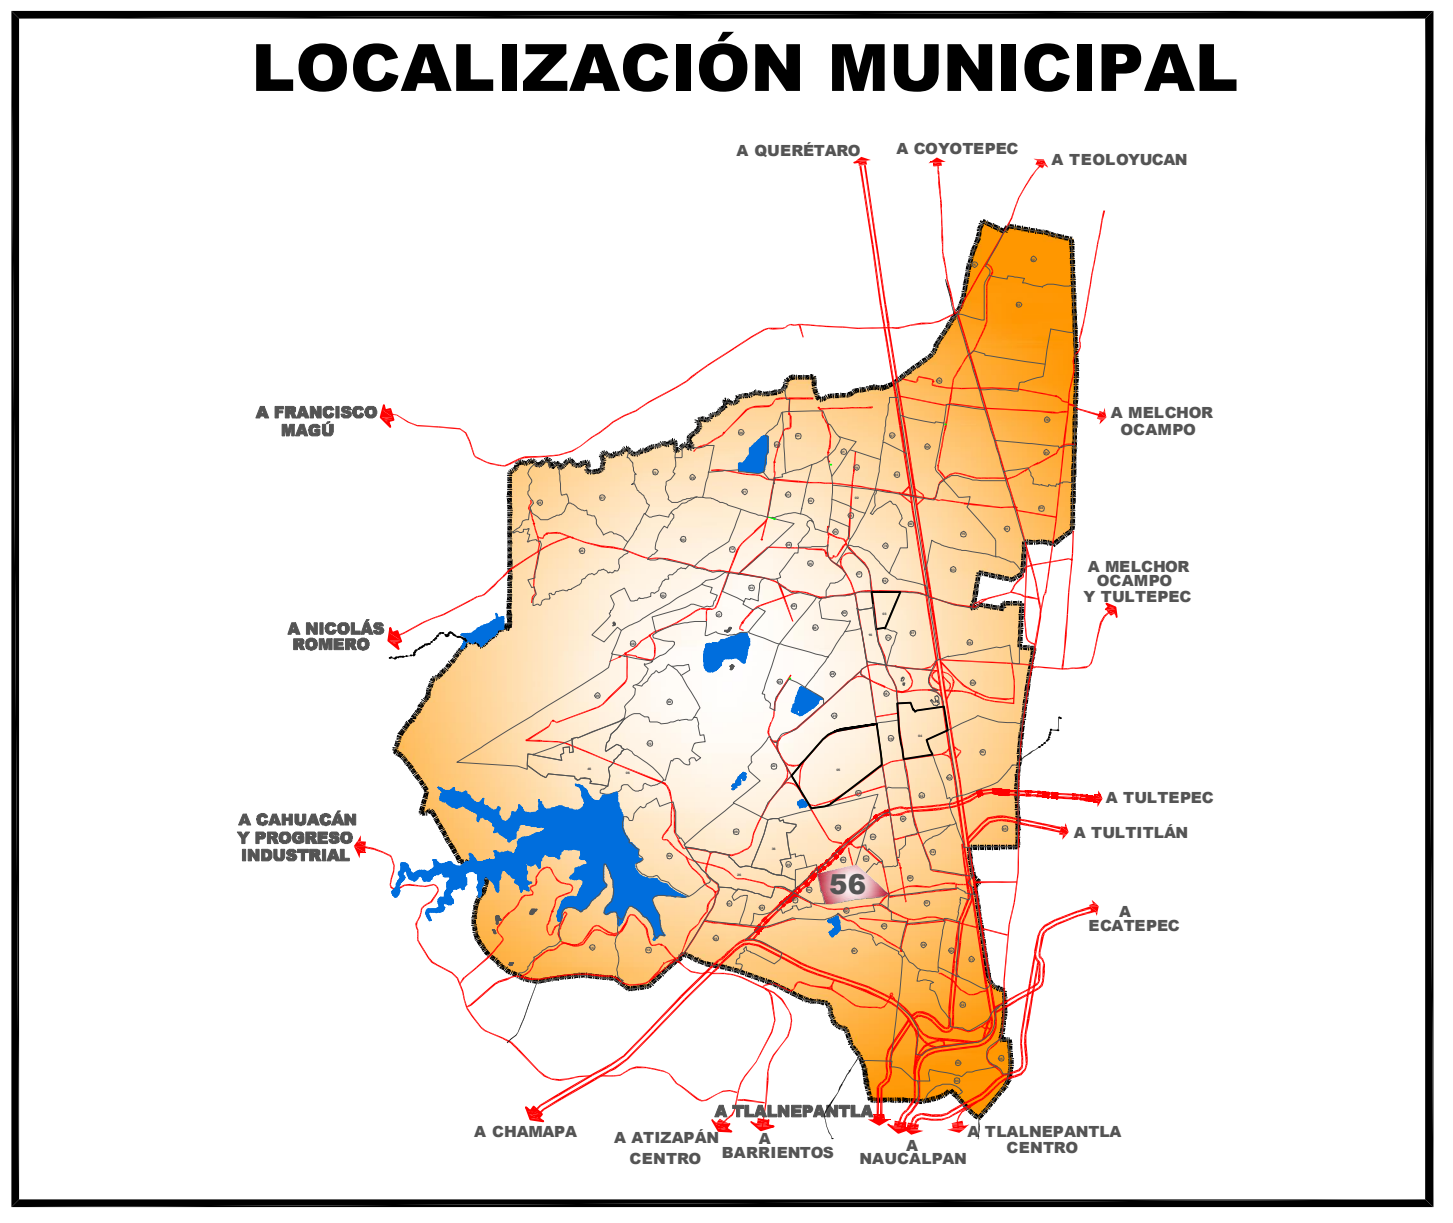 LOCALIZACIÓN MUNICIPAL
A QUERÉTARO
A COYOTEPEC
A TEOLOYUCAN
A FRANCISCO
MAGÚ
A MELCHOR
OCAMPO
A MELCHOR
OCAMPO
Y TULTEPEC
A NICOLÁS
ROMERO
A TULTEPEC
A CAHUACÁN
Y PROGRESO
INDUSTRIAL
A TULTITLÁN
56
A
ECATEPEC
A CHAMAPA
A ATIZAPÁN
CENTRO
A TLALNEPANTLA
A
BARRIENTOS
A
NAUCALPAN
A TLALNEPANTLA
CENTRO